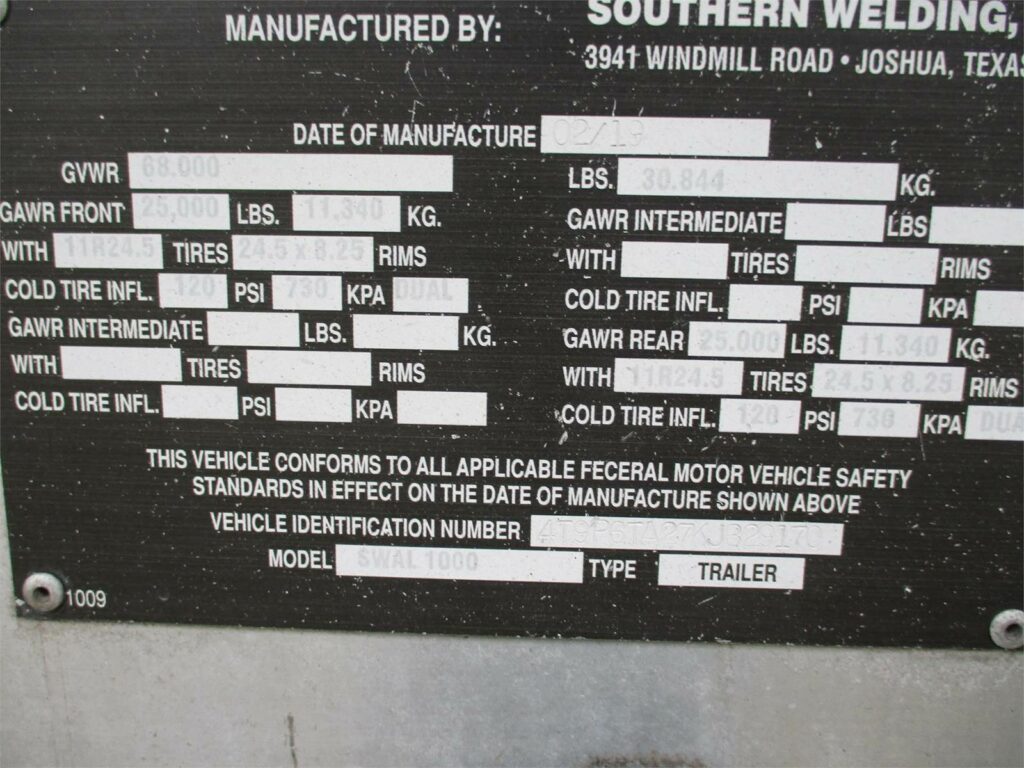 MANUFACTURED BY: SOUTHERN WELDING,
3941 WINDMILL ROAD • JOSHUA, TEXAS
DATE OF MANUFACTURE 02/19
GVWR 68.000 LBS. 30.844 KG.
GAWR FRONT 25,000 LBS. 11,340 KG.
WITH 11R24.5 TIRES 24.5 x 8.25 RIMS
COLD TIRE INFL. 120 PSI 730 KPA DUAL
GAWR INTERMEDIATE LBS. KG.
WITH TIRES RIMS
COLD TIRE INFL. PSI KPA
GAWR INTERMEDIATE LBS
WITH TIRES RIMS
COLD TIRE INFL. PSI KPA
GAWR REAR 25.000 LBS. 11.340 KG.
WITH 11R24.5 TIRES 24.5 x 8.25 RIMS
COLD TIRE INFL. 120 PSI 730 KPA DUA
THIS VEHICLE CONFORMS TO ALL APPLICABLE FECERAL MOTOR VEHICLE SAFETY
STANDARDS IN EFFECT ON THE DATE OF MANUFACTURE SHOWN ABOVE
VEHICLE IDENTIFICATION NUMBER
MODEL SWAL 1000 TYPE TRAILER
1009